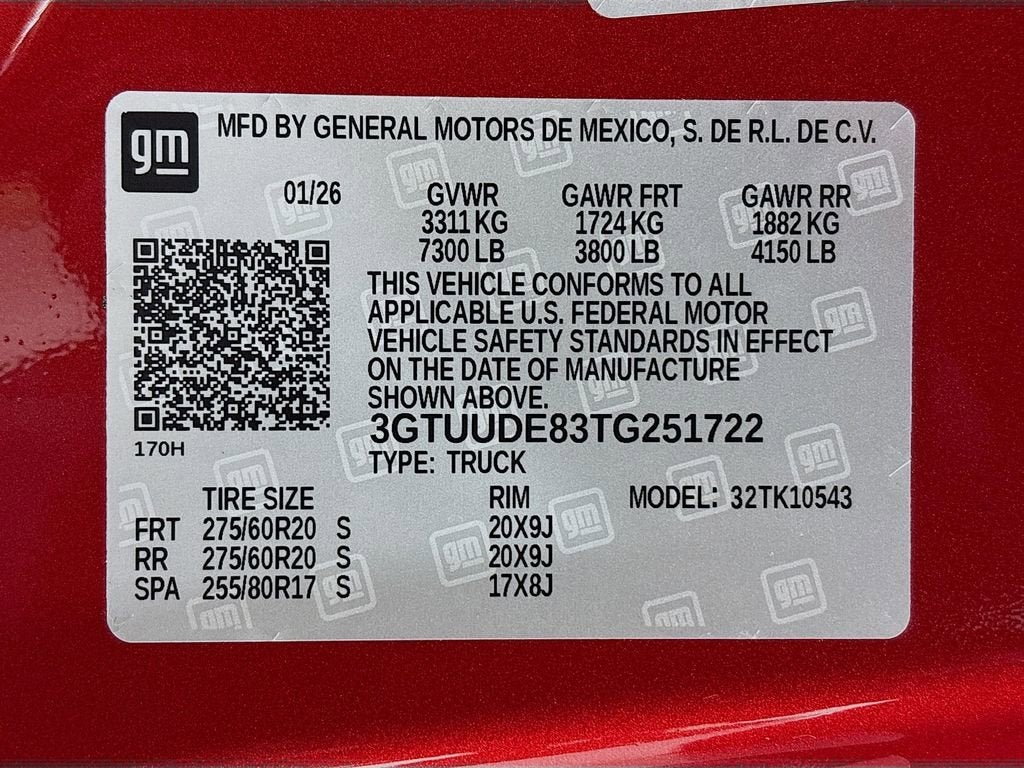 gm MFD BY GENERAL MOTORS DE MEXICO, S. DE R.L. DE C.V.
01/26 GVWR GAWR FRT GAWR RR
3311 KG 1724 KG 1882 KG
7300 LB 3800 LB 4150 LB
THIS VEHICLE CONFORMS TO ALL
APPLICABLE U.S. FEDERAL MOTOR
VEHICLE SAFETY STANDARDS IN EFFECT
ON THE DATE OF MANUFACTURE
SHOWN ABOVE.
3GTUUDE83TG251722
170H
TYPE: TRUCK
TIRE SIZE RIM MODEL: 32TK10543
FRT 275/60R20 S 20X9J
RR 275/60R20 S 20X9J
SPA 255/80R17 S 17X8J